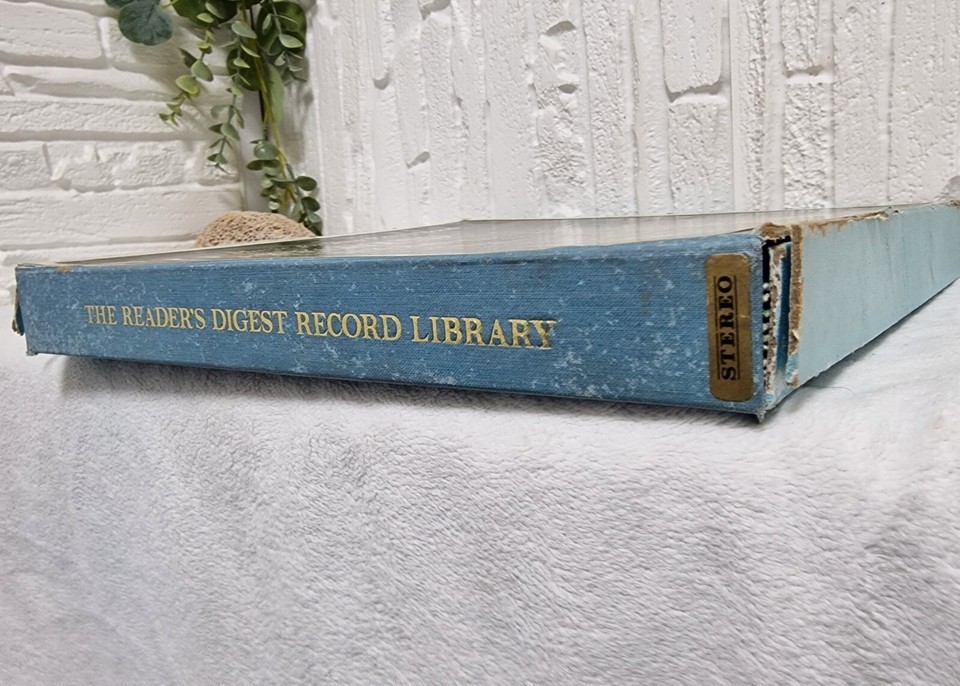 THE READER'S DIGEST RECORD LIBRARY
STEREO